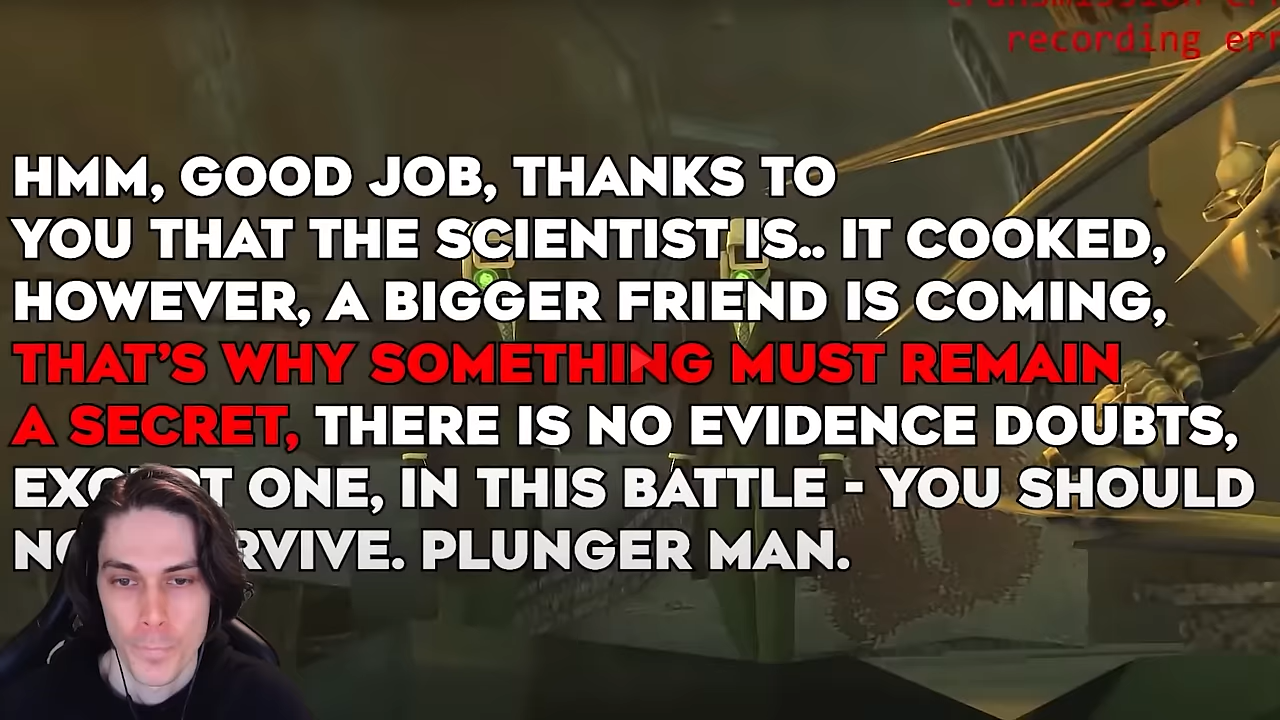 transmission
recording
HMM, GOOD JOB, THANKS TO
YOU THAT THE SCIENTIST IS.. IT COOKED,
HOWEVER, A BIGGER FRIEND IS COMING,
THAT'S WHY SOMETHING MUST REMAIN
A SECRET, THERE IS NO EVIDENCE DOUBTS,
ONE, IN THIS BATTLE - YOU SHOULD
PLUNGER MAN.